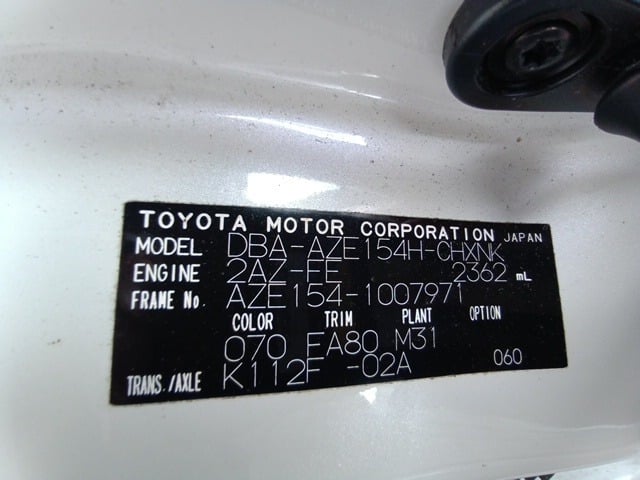 TOYOTA MOTOR CORPORATION JAPAN
MODEL DBA-AZE154H-CHXNK
ENGINE 2AZ-FE 2362 mL
FRAME No. AZE154-1007971
COLOR TRIM PLANT OPTION
070 FA80 M31
TRANS./AXLE K112F -02A 060